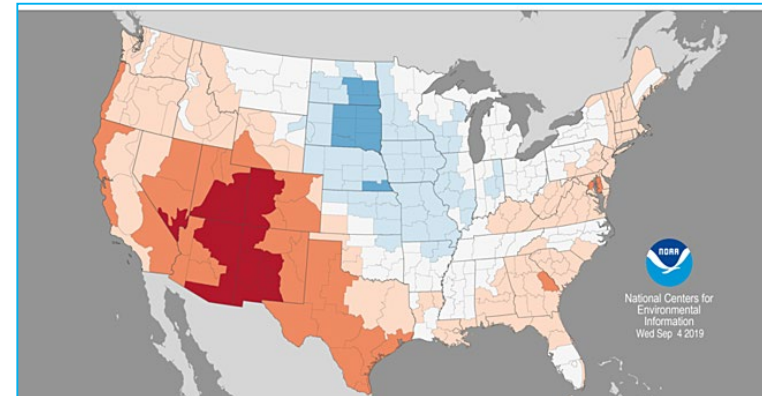 NOAA
National Centers for
Environmental
Information
Wed Sep 4 2019